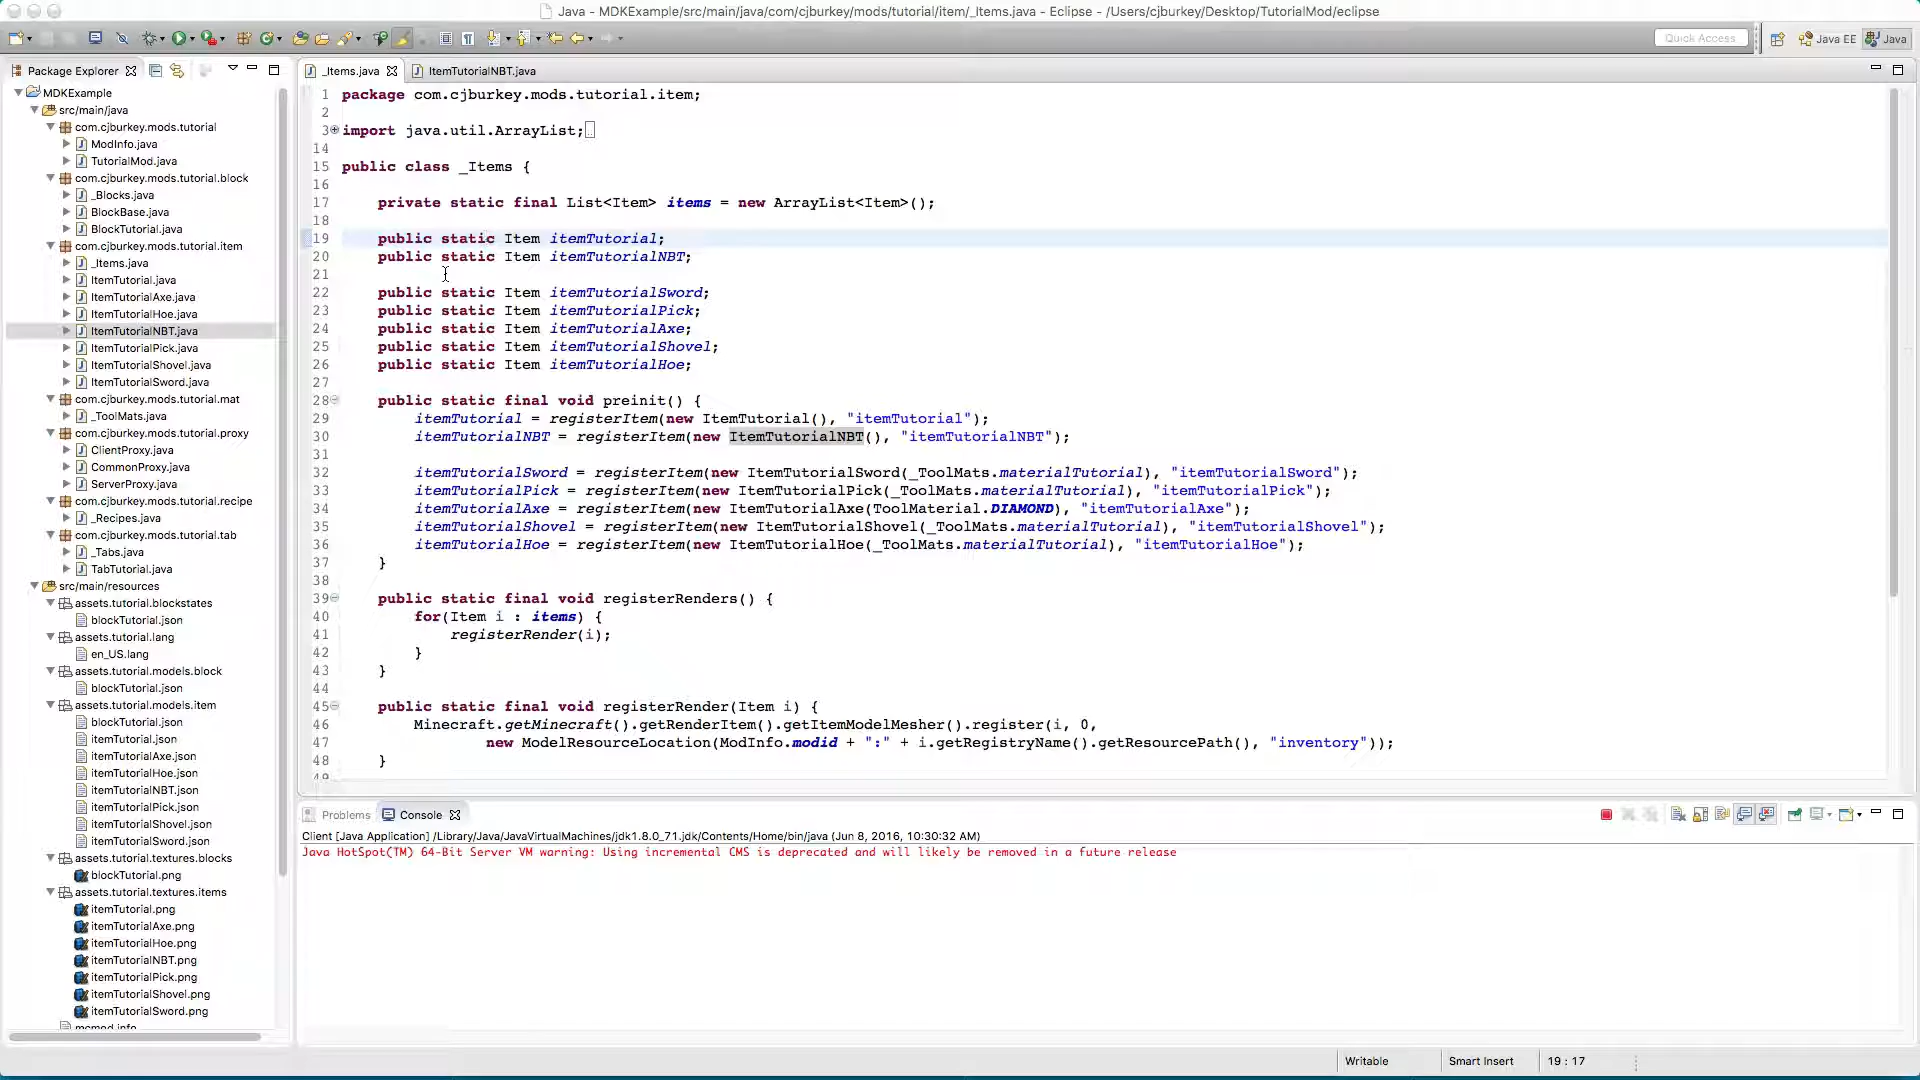 Java - MDKExample/src/main/java/com/cjburkey/mods/tutorial/item/_Items.java - Eclipse - /Users/cjburkey/Desktop/TutorialMod/eclipse
Quick Access
Java EE
Java
Package Explorer
MDKExample
src/main/java
com.cjburkey.mods.tutorial
ModInfo.java
TutorialMod.java
com.cjburkey.mods.tutorial.block
_Blocks.java
BlockBase.java
BlockTutorial.java
com.cjburkey.mods.tutorial.item
_Items.java
ItemTutorial.java
ItemTutorialAxe.java
ItemTutorialHoe.java
ItemTutorialNBT.java
ItemTutorialPick.java
ItemTutorialShovel.java
ItemTutorialSword.java
com.cjburkey.mods.tutorial.mat
_ToolMats.java
com.cjburkey.mods.tutorial.proxy
ClientProxy.java
CommonProxy.java
ServerProxy.java
com.cjburkey.mods.tutorial.recipe
_Recipes.java
com.cjburkey.mods.tutorial.tab
_Tabs.java
TabTutorial.java
src/main/resources
assets.tutorial.blockstates
blockTutorial.json
assets.tutorial.lang
en_US.lang
assets.tutorial.models.block
blockTutorial.json
assets.tutorial.models.item
blockTutorial.json
itemTutorial.json
itemTutorialAxe.json
itemTutorialHoe.json
itemTutorialNBT.json
itemTutorialPick.json
itemTutorialShovel.json
itemTutorialSword.json
assets.tutorial.textures.blocks
blockTutorial.png
assets.tutorial.textures.items
itemTutorial.png
itemTutorialAxe.png
itemTutorialHoe.png
itemTutorialNBT.png
itemTutorialPick.png
itemTutorialShovel.png
itemTutorialSword.png
mcmod.info
_Items.java
ItemTutorialNBT.java
1 package com.cjburkey.mods.tutorial.item;
2
3 import java.util.ArrayList;
14
15 public class _Items {
16
17 private static final List<Item> items = new ArrayList<Item>();
18
19 public static Item itemTutorial;
20 public static Item itemTutorialNBT;
21
22 public static Item itemTutorialSword;
23 public static Item itemTutorialPick;
24 public static Item itemTutorialAxe;
25 public static Item itemTutorialShovel;
26 public static Item itemTutorialHoe;
27
28 public static final void preinit() {
29 itemTutorial = registerItem(new ItemTutorial(), "itemTutorial");
30 itemTutorialNBT = registerItem(new ItemTutorialNBT(), "itemTutorialNBT");
31
32 itemTutorialSword = registerItem(new ItemTutorialSword(_ToolMats.materialTutorial), "itemTutorialSword");
33 itemTutorialPick = registerItem(new ItemTutorialPick(_ToolMats.materialTutorial), "itemTutorialPick");
34 itemTutorialAxe = registerItem(new ItemTutorialAxe(ToolMaterial.DIAMOND), "itemTutorialAxe");
35 itemTutorialShovel = registerItem(new ItemTutorialShovel(_ToolMats.materialTutorial), "itemTutorialShovel");
36 itemTutorialHoe = registerItem(new ItemTutorialHoe(_ToolMats.materialTutorial), "itemTutorialHoe");
37 }
38
39 public static final void registerRenders() {
40 for(Item i : items) {
41 registerRender(i);
42 }
43 }
44
45 public static final void registerRender(Item i) {
46 Minecraft.getMinecraft().getRenderItem().getItemModelMesher().register(i, 0,
47 new ModelResourceLocation(ModInfo.modid + ":" + i.getRegistryName().getResourcePath(), "inventory"));
48 }
49
Problems
Console
Client [Java Application] /Library/Java/JavaVirtualMachines/jdk1.8.0_71.jdk/Contents/Home/bin/java (Jun 8, 2016, 10:30:32 AM)
Java HotSpot(TM) 64-Bit Server VM warning: Using incremental CMS is deprecated and will likely be removed in a future release
Writable
Smart Insert
19 : 17